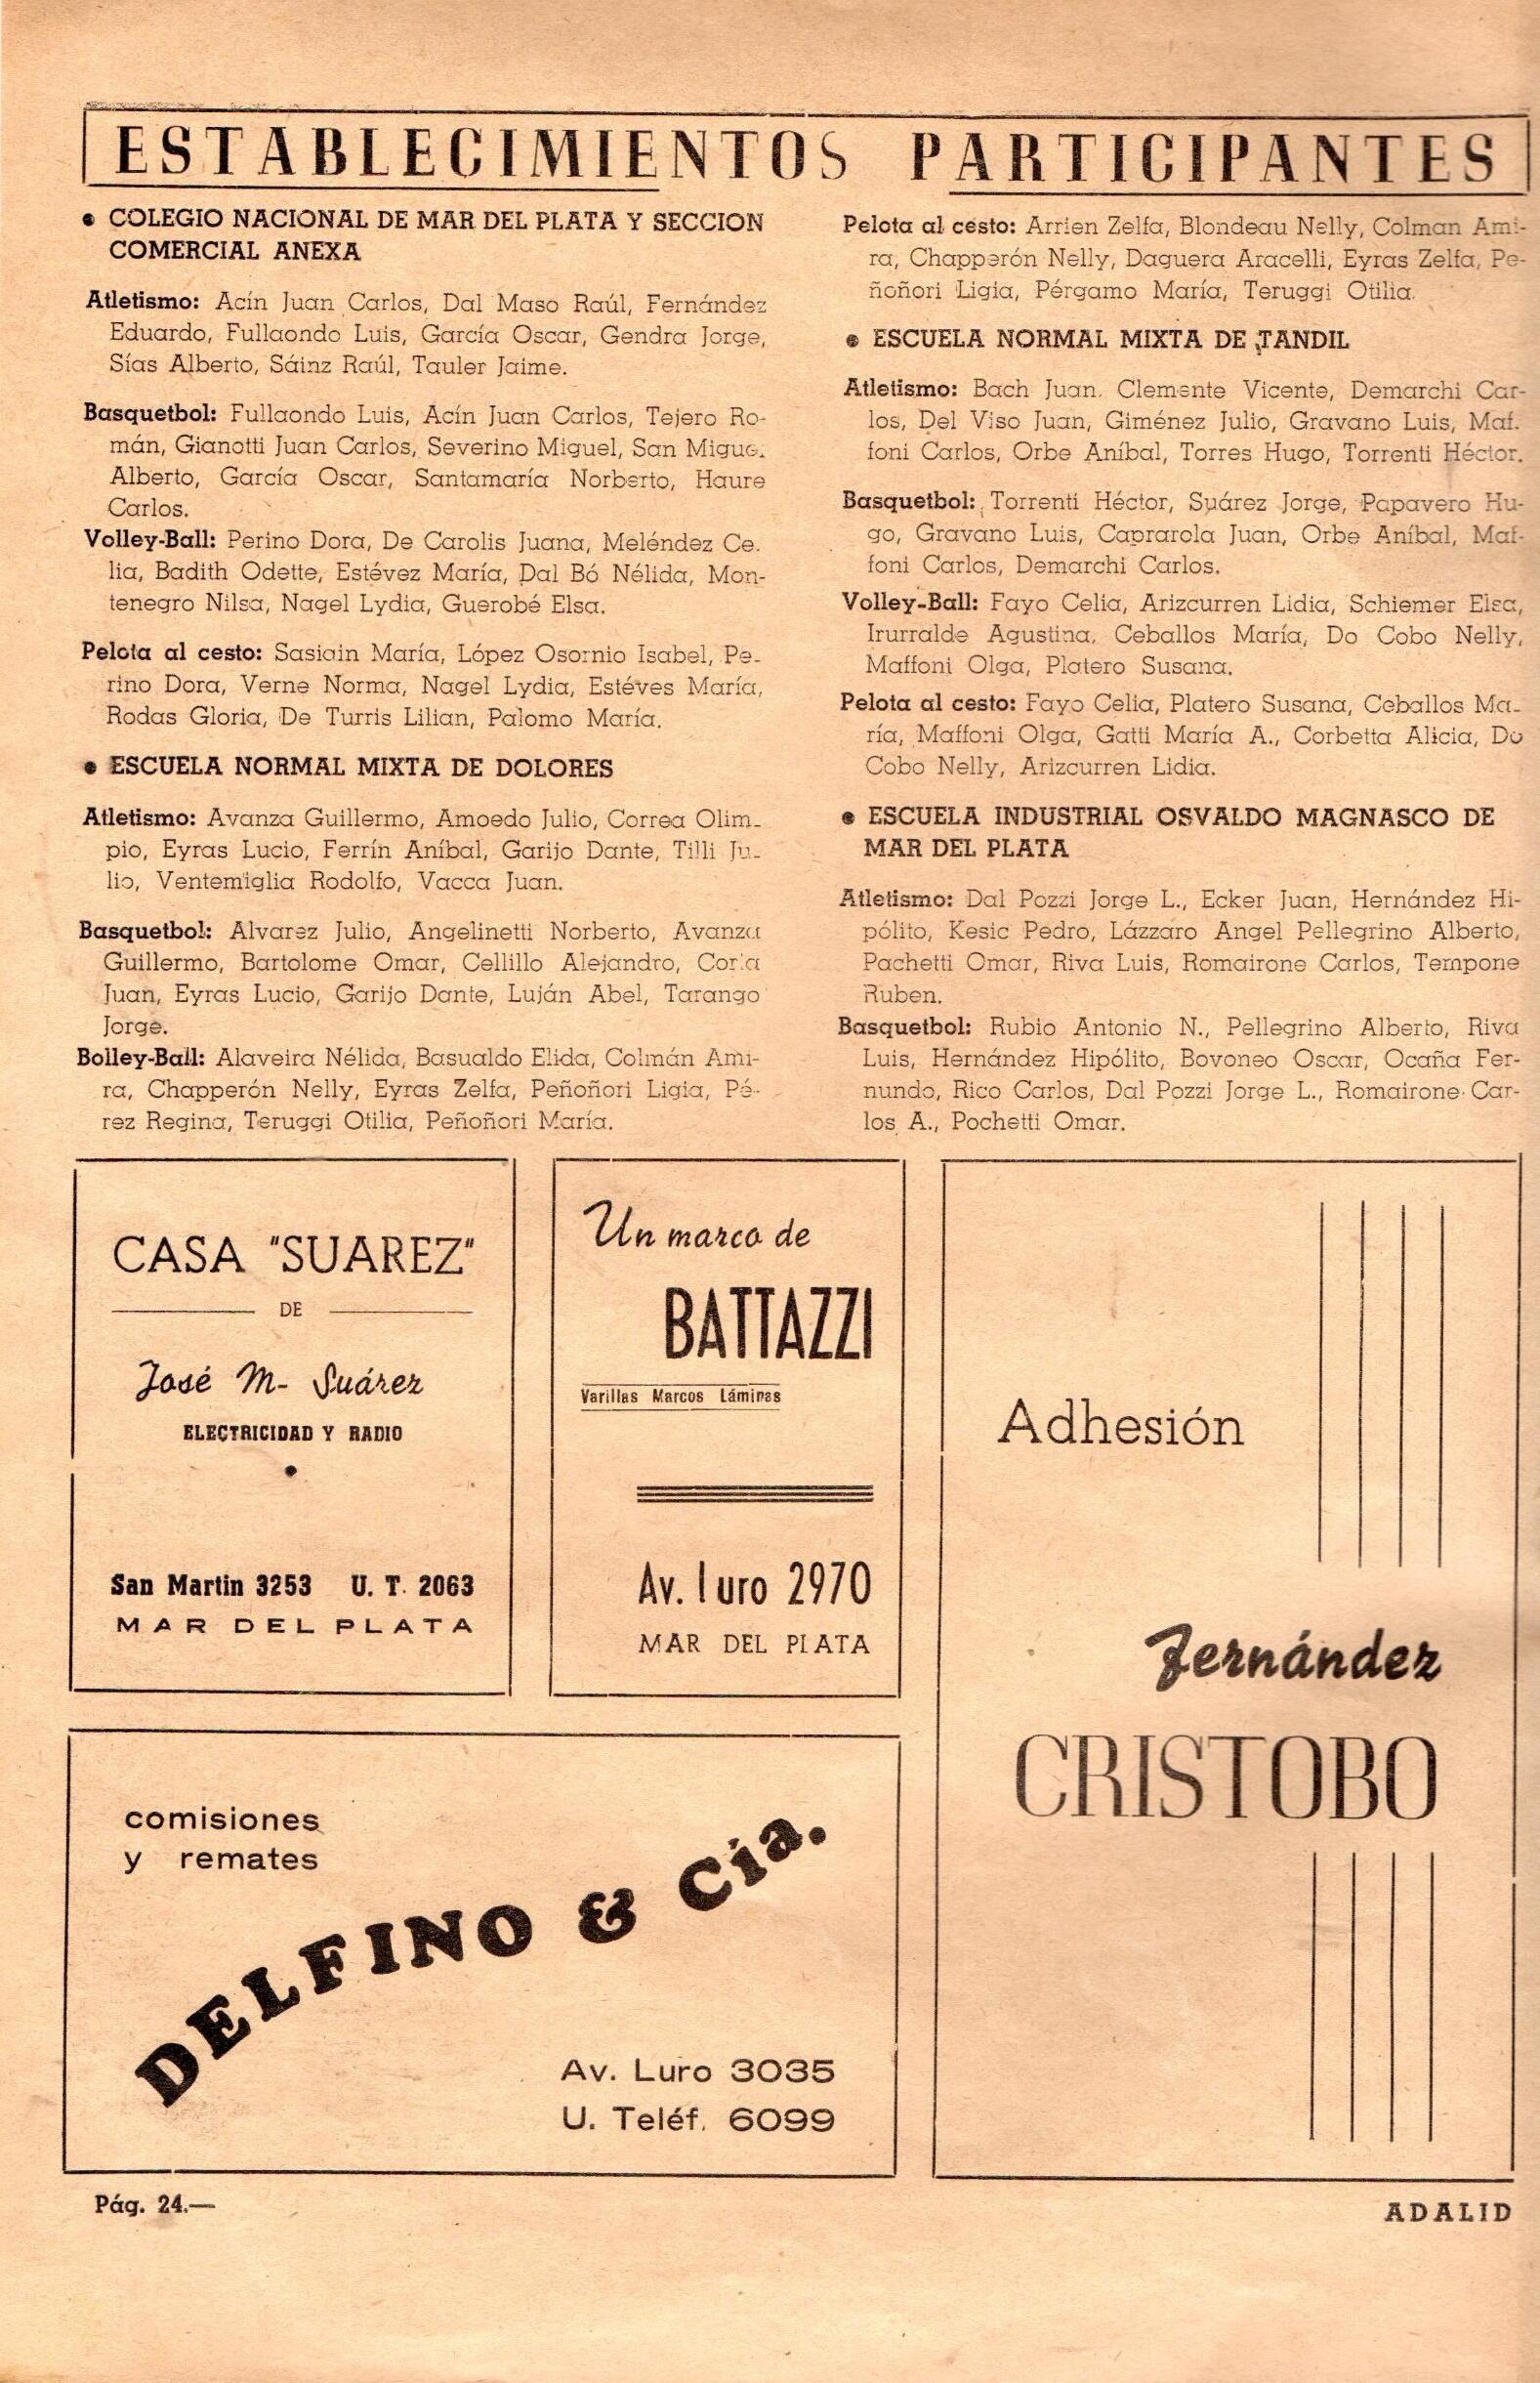 ESTABLECIMIENTOS PARTICIPANTES
● COLEGIO NACIONAL DE MAR DEL PLATA Y SECCION
COMERCIAL ANEXA
Atletismo: Acín Juan Carlos, Dal Maso Raúl, Fernández
Eduardo, Fullaondo Luis, García Oscar, Gendra Jorge,
Sías Alberto, Sáinz Raúl, Tauler Jaime.
Basquetbol: Fullaondo Luis, Acín Juan Carlos, Tejero Ro-
mán, Gianotti Juan Carlos, Severino Miguel, San Migue.
Alberto, García Oscar, Santamaría Norberto, Haure
Carlos.
Volley-Ball: Perino Dora, De Carolis Juana, Meléndez Ce.
lia, Badith Odette, Estévez María, Dal Bó Nélida, Mon-
tenegro Nilsa, Nagel Lydia, Guerobé Elsa.
Pelota al cesto: Sasiain María, López Osornio Isabel, Pe-
rino Dora, Verne Norma, Nagel Lydia, Estéves María,
Rodas Gloria, De Turris Lilian, Palomo María.
● ESCUELA NORMAL MIXTA DE DOLORES
Atletismo: Avanza Guillermo, Amoedo Julio, Correa Olim-
pio, Eyras Lucio, Ferrín Aníbal, Garijo Dante, Tilli Ju-
lio, Ventemiglia Rodolfo, Vacca Juan.
Basquetbol: Alvarez Julio, Angelinetti Norberto, Avanza
Guillermo, Bartolome Omar, Cellillo Alejandro, Coria
Juan, Eyras Lucio, Garijo Dante, Luján Abel, Tarango
Jorge.
Bolley-Ball: Alaveira Nélida, Basualdo Elida, Colmán Ami-
ra, Chapperón Nelly, Eyras Zelfa, Peñoñori Ligia, Pé-
rez Regina, Teruggi Otilia, Peñoñori María.
Pelota al cesto: Arrien Zelfa, Blondeau Nelly, Colman Ami-
ra, Chapperón Nelly, Daguera Aracelli, Eyras Zelfa, Pe-
ñoñori Ligia, Pérgamo María, Teruggi Otilia.
● ESCUELA NORMAL MIXTA DE TANDIL
Atletismo: Bach Juan, Clemente Vicente, Demarchi Car-
los, Del Viso Juan, Giménez Julio, Gravano Luis, Maf.
foni Carlos, Orbe Aníbal, Torres Hugo, Torrenti Héctor.
Basquetbol: Torrenti Héctor, Suárez Jorge, Papavero Hu-
go, Gravano Luis, Caprarola Juan, Orbe Aníbal, Maf-
foni Carlos, Demarchi Carlos.
Volley-Ball: Fayo Celia, Arizcurren Lidia, Schiemer Elsa,
Irurralde Agustina, Ceballos María, Do Cobo Nelly,
Maffoni Olga, Platero Susana.
Pelota al cesto: Fayo Celia, Platero Susana, Ceballos Ma-
ría, Maffoni Olga, Gatti María A., Corbetta Alicia, Do
Cobo Nelly, Arizcurren Lidia.
● ESCUELA INDUSTRIAL OSVALDO MAGNASCO DE
MAR DEL PLATA
Atletismo: Dal Pozzi Jorge L., Ecker Juan, Hernández Hi-
pólito, Kesic Pedro, Lázzaro Angel Pellegrino Alberto,
Pachetti Omar, Riva Luis, Romairone Carlos, Tempone
Ruben.
Basquetbol: Rubio Antonio N., Pellegrino Alberto, Riva
Luis, Hernández Hipólito, Bovoneo Oscar, Ocaña Fer-
nundo, Rico Carlos, Dal Pozzi Jorge L., Romairone Car-
los A., Pochetti Omar.
CASA "SUAREZ"
DE
José M- Suárez
ELECTRICIDAD Y RADIO
San Martin 3253 U. T. 2063
MAR DEL PLATA
Un marco de
BATTAZZI
Varillas Marcos Láminas
Av. Luro 2970
MAR DEL PLATA
Adhesión
Fernández
CRISTOBO
comisiones
y remates
DELFINO & Cía.
Av. Luro 3035
U. Teléf. 6099
Pág. 24.—
ADALID